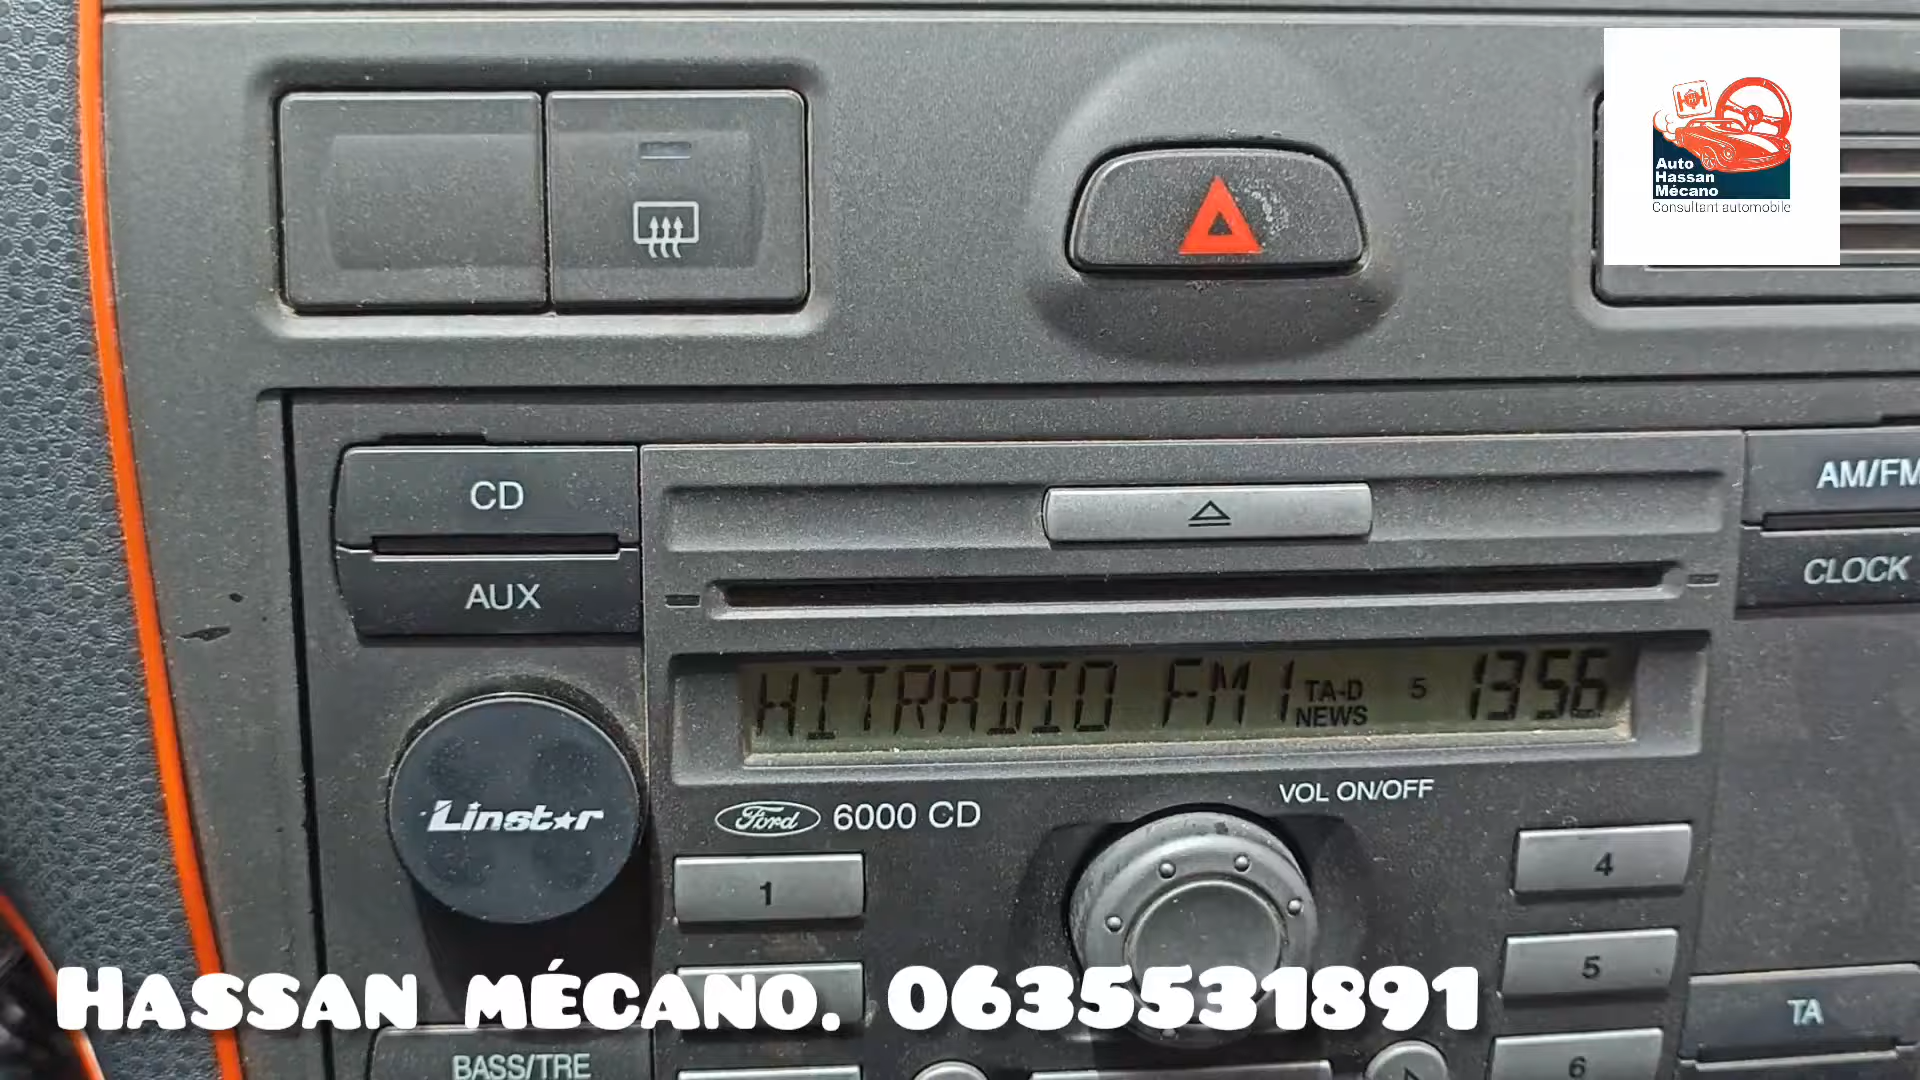 Auto
Hassan
Mécano
Consultant automobile
CD
AM/FM
AUX
CLOCK
HITRADIO FM1 TA-D NEWS 5 1356
Linstar
Ford 6000 CD
VOL ON/OFF
1
4
5
HASSAN MÉCANO. 0635531891
TA
BASS/TRE
6